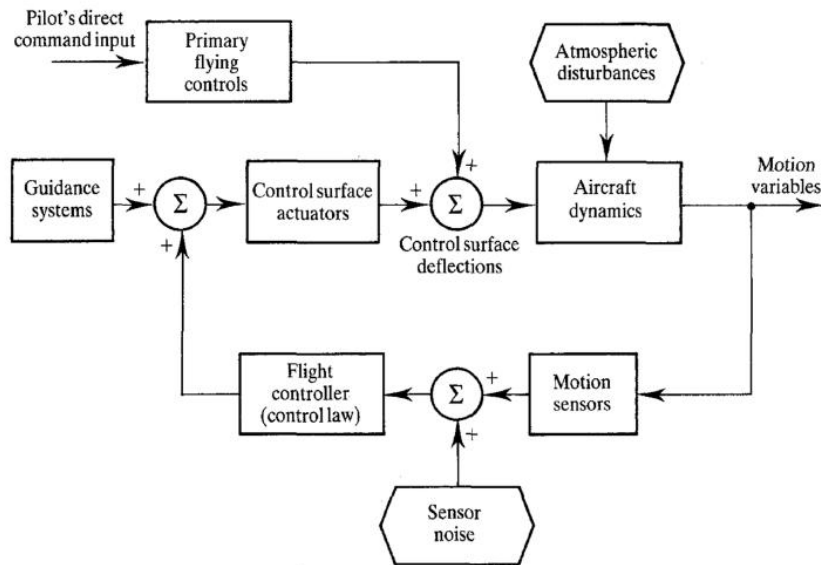 Pilot's direct
command input
Primary
flying
controls
Atmospheric
disturbances
+
Guidance
systems
+
Σ
+
Control surface
actuators
+
Σ
Control surface
deflections
Aircraft
dynamics
Motion
variables
Flight
controller
(control law)
Σ
+
+
Motion
sensors
Sensor
noise